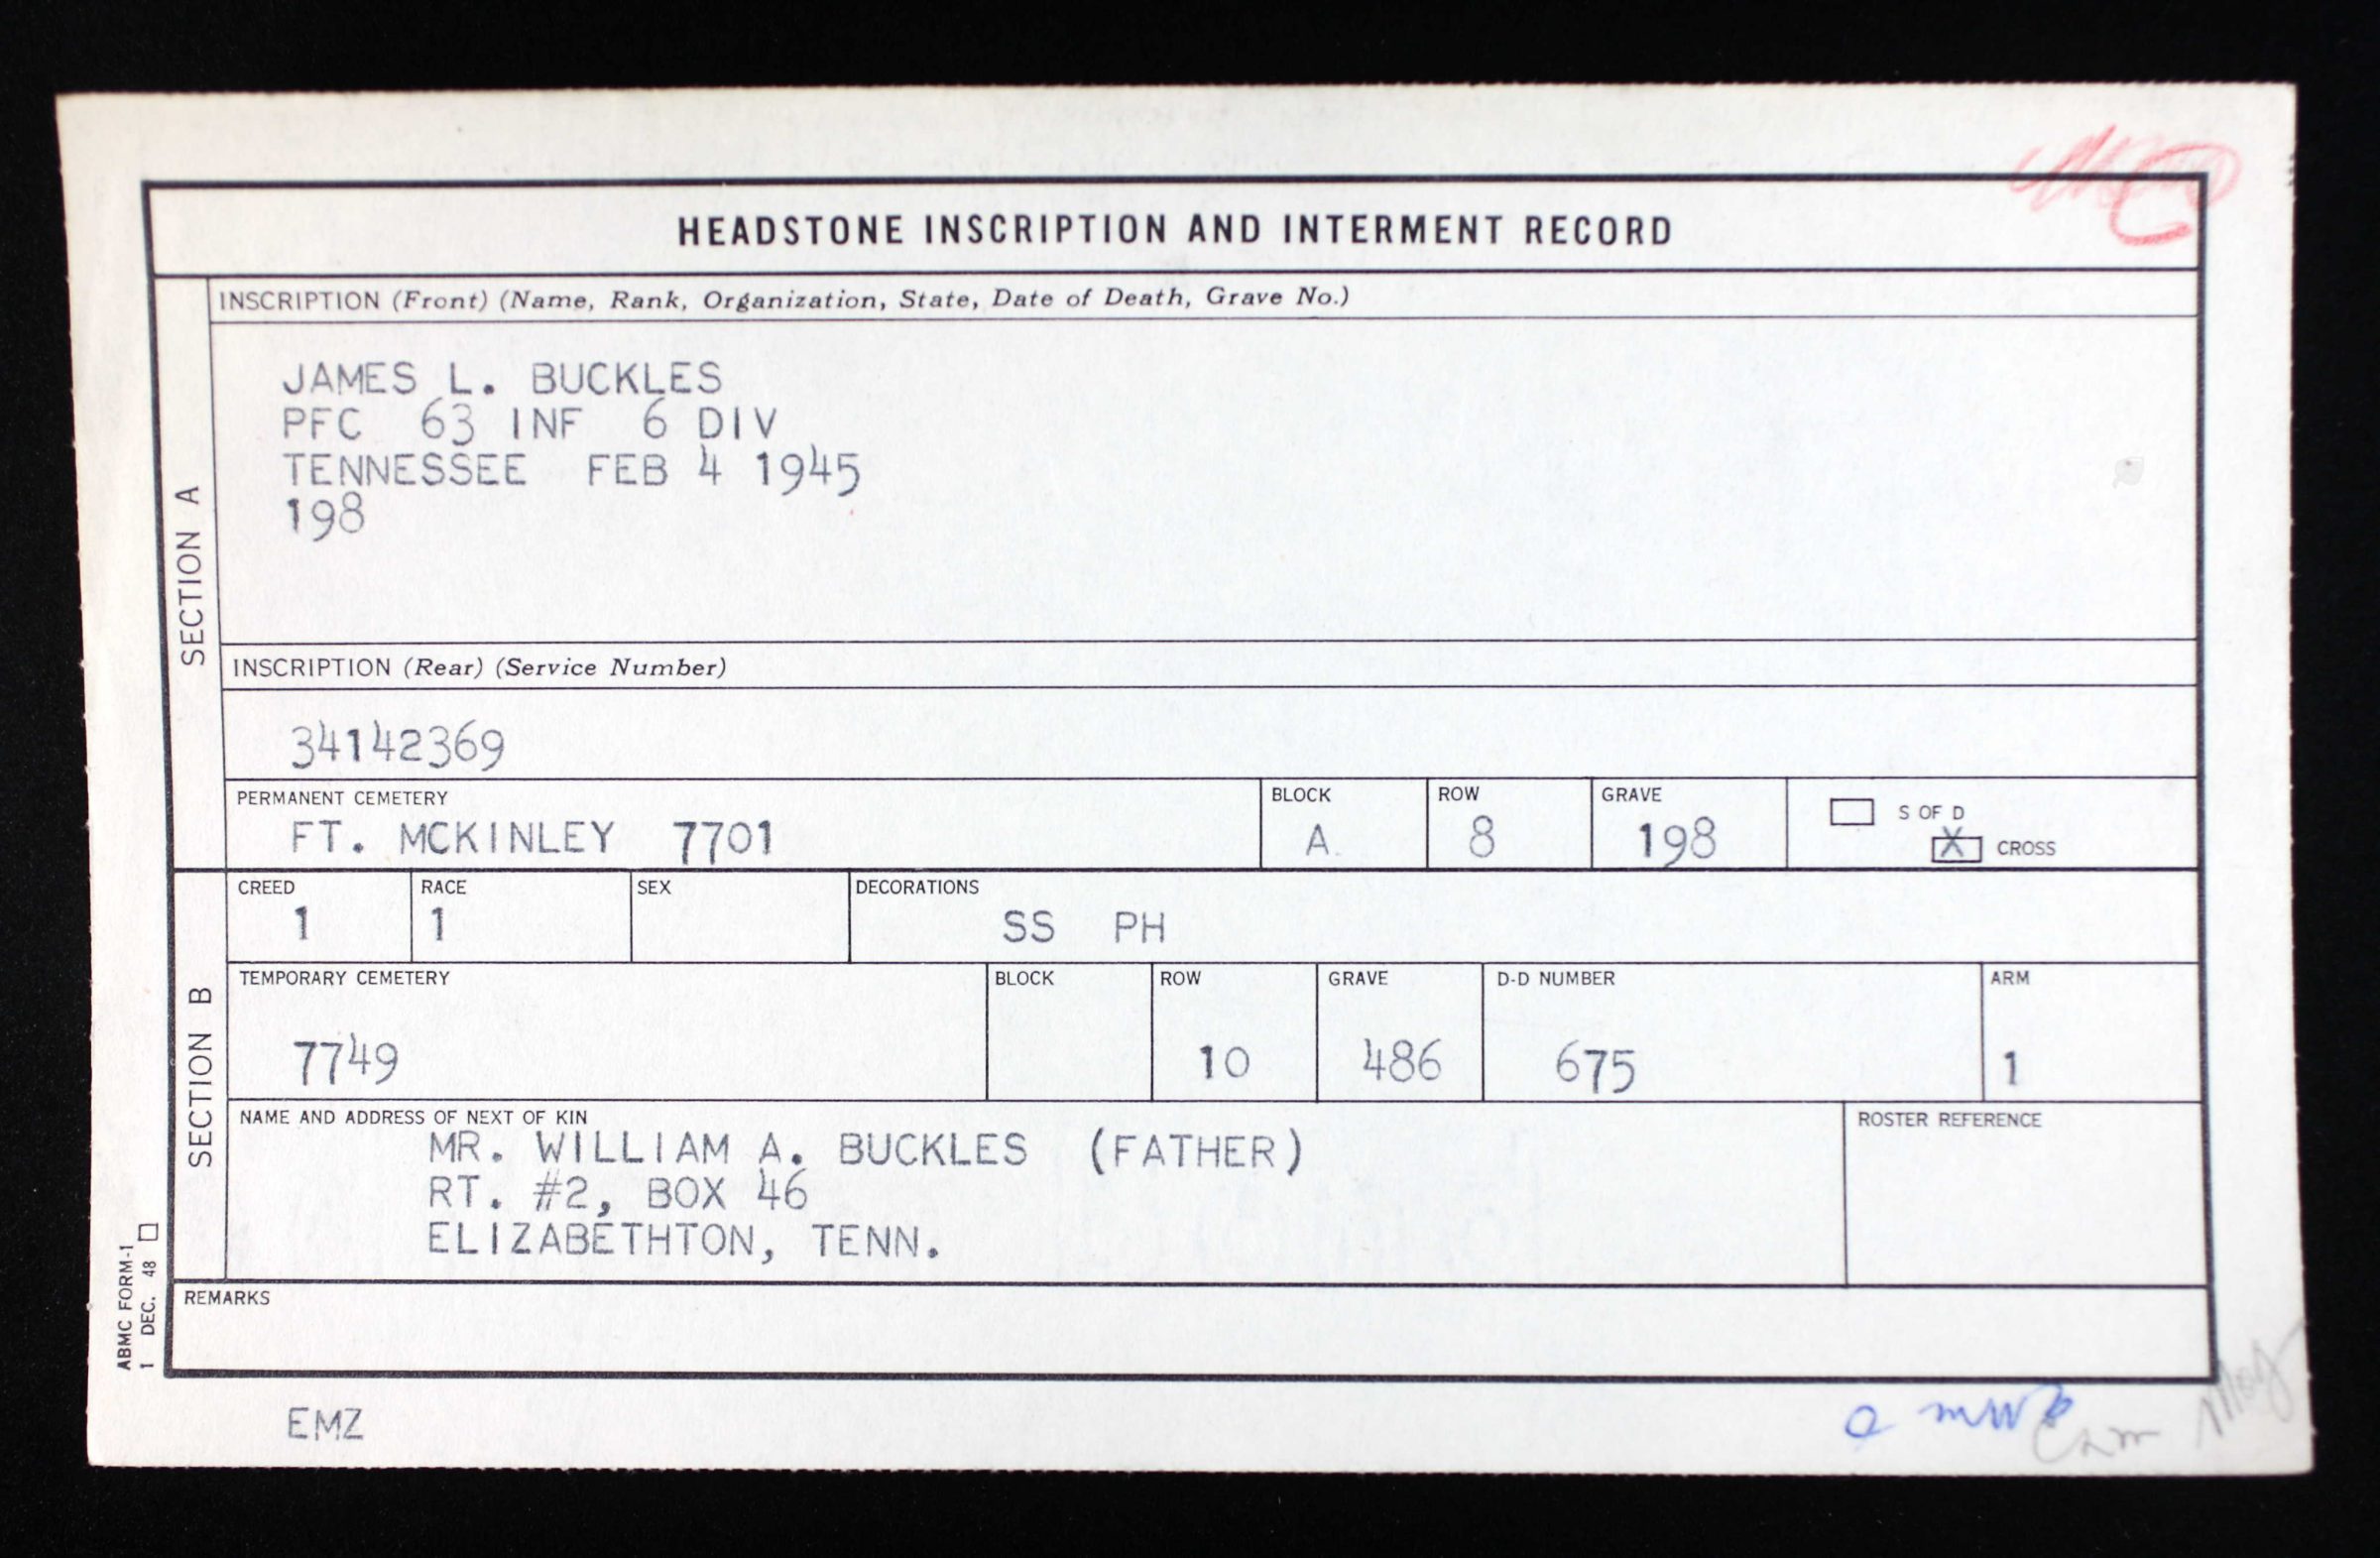 HEADSTONE INSCRIPTION AND INTERMENT RECORD
SECTION A
INSCRIPTION (Front) (Name, Rank, Organization, State, Date of Death, Grave No.)
JAMES L. BUCKLES
PFC 63 INF 6 DIV
TENNESSEE FEB 4 1945
198
INSCRIPTION (Rear) (Service Number)
34142369
PERMANENT CEMETERY BLOCK ROW GRAVE
FT. MCKINLEY 7701 A 8 198
S OF D
X CROSS
SECTION B
CREED RACE SEX DECORATIONS
1 1 SS PH
TEMPORARY CEMETERY BLOCK ROW GRAVE D-D NUMBER ARM
7749 10 486 675 1
NAME AND ADDRESS OF NEXT OF KIN ROSTER REFERENCE
MR. WILLIAM A. BUCKLES (FATHER)
RT. #2, BOX 46
ELIZABETHTON, TENN.
REMARKS
ABMC FORM-1
1 DEC. 48
EMZ